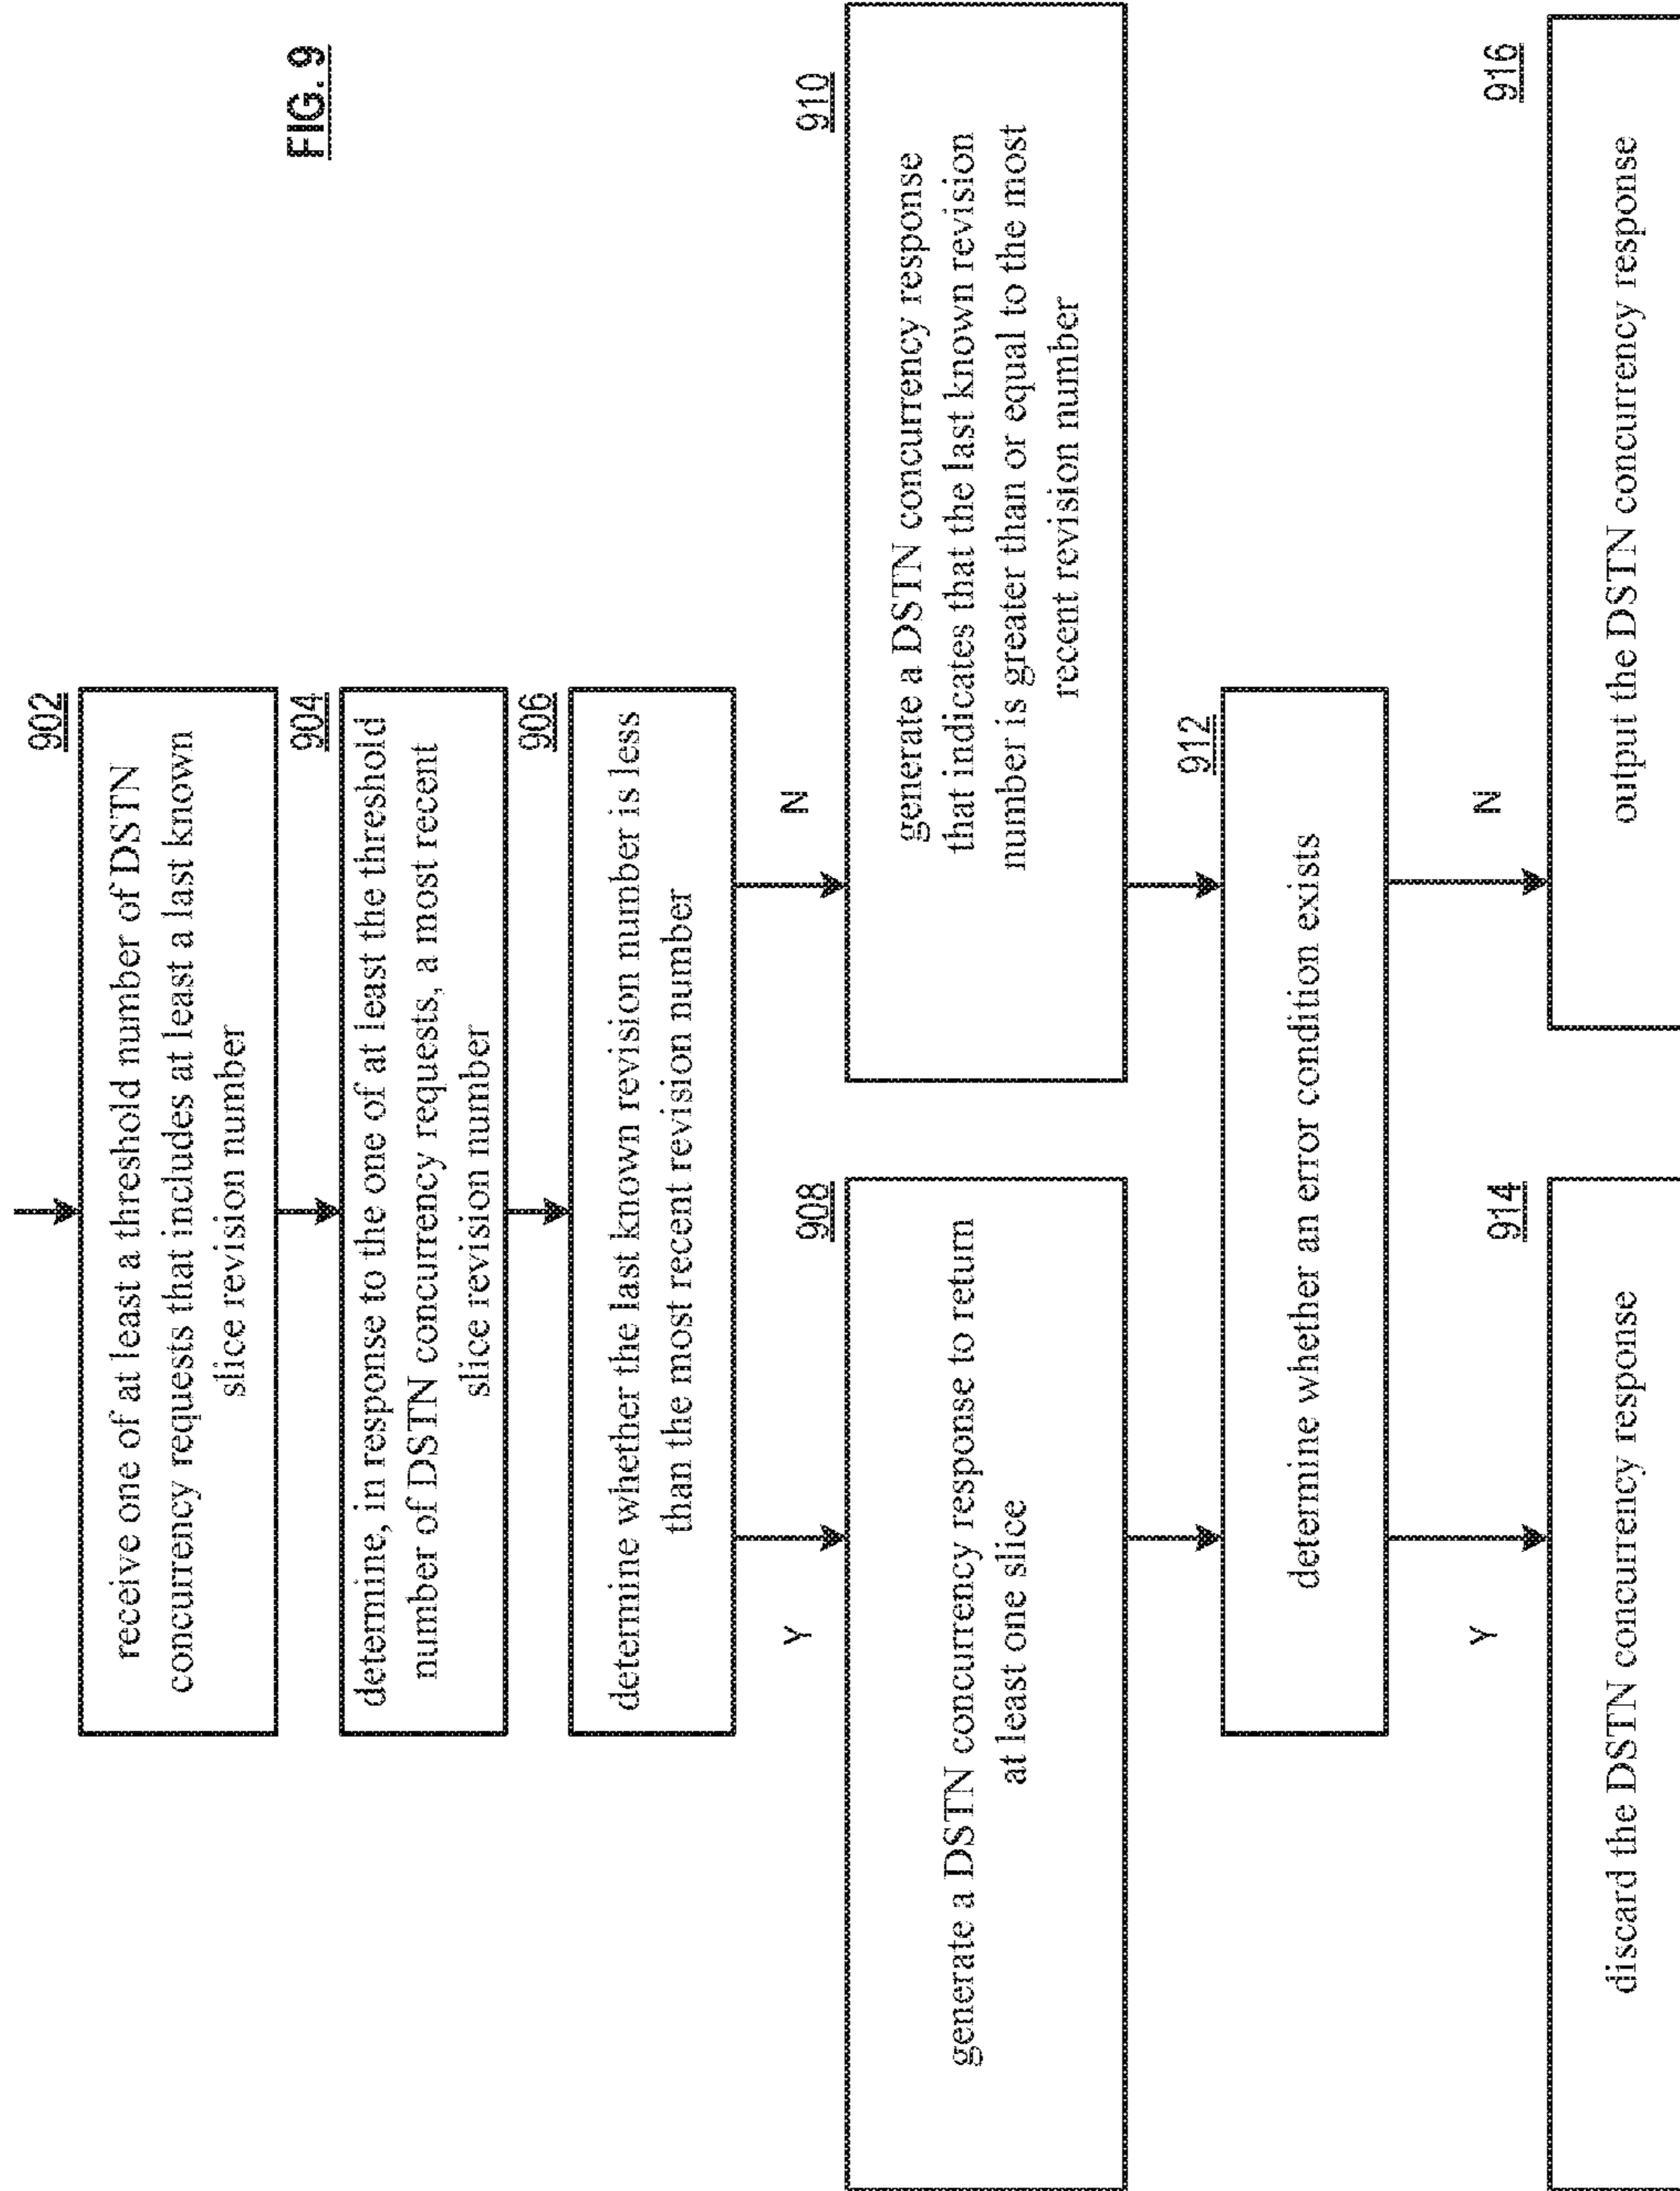 FIG. 9
902
receive one of at least a threshold number of DSTN
concurrency requests that includes at least a last known
slice revision number
904
determine, in response to the one of at least the threshold
number of DSTN concurrency requests, a most recent
slice revision number
906
determine whether the last known revision number is less
than the most recent revision number
Y
N
908
generate a DSTN concurrency response to return
at least one slice
910
generate a DSTN concurrency response
that indicates that the last known revision
number is greater than or equal to the most
recent revision number
912
determine whether an error condition exists
Y
N
914
discard the DSTN concurrency response
916
output the DSTN concurrency response